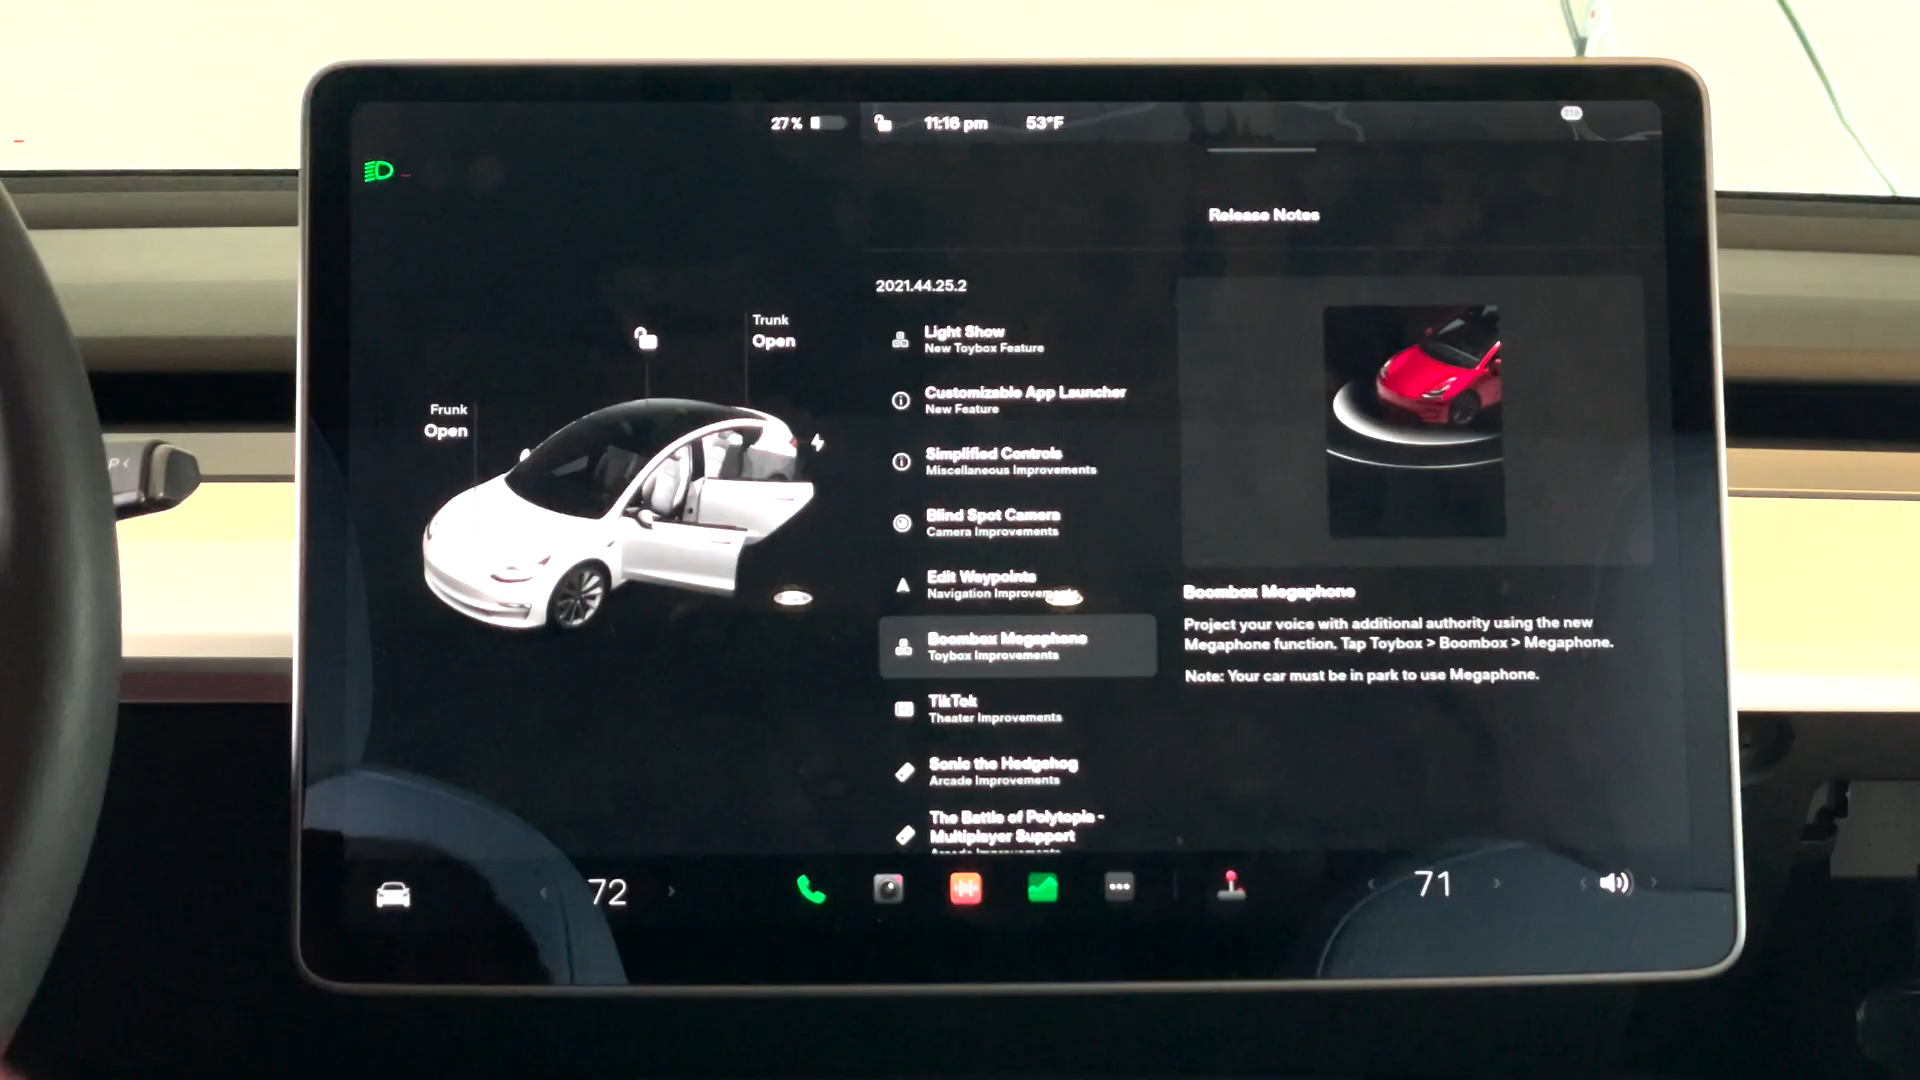 27 %
11:16 pm
53°F
Release Notes
Trunk
Open
Frunk
Open
2021.44.25.2
Light Show
New Toybox Feature
Customizable App Launcher
New Feature
Simplified Controls
Miscellaneous Improvements
Blind Spot Camera
Camera Improvements
Edit Waypoints
Navigation Improvements
Boombox Megaphone
Toybox Improvements
TikTok
Theater Improvements
Sonic the Hedgehog
Arcade Improvements
The Battle of Polytopia -
Multiplayer Support
Arcade Improvements
Boombox Megaphone
Project your voice with additional authority using the new
Megaphone function. Tap Toybox > Boombox > Megaphone.
Note: Your car must be in park to use Megaphone.
P
72
71